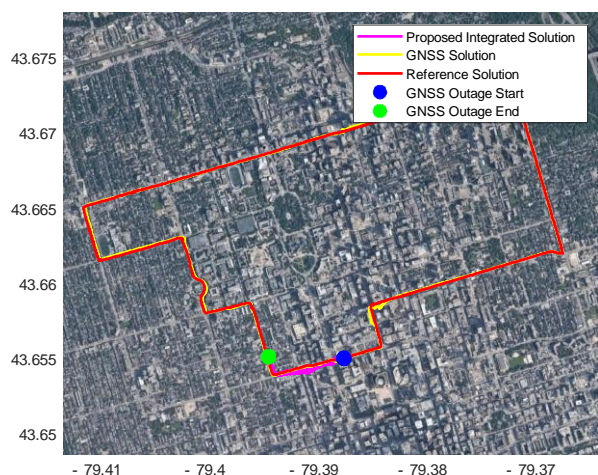 Proposed Integrated Solution
GNSS Solution
Reference Solution
GNSS Outage Start
GNSS Outage End
43.675
43.67
43.665
43.66
43.655
43.65
- 79.41
- 79.4
- 79.39
- 79.38
- 79.37